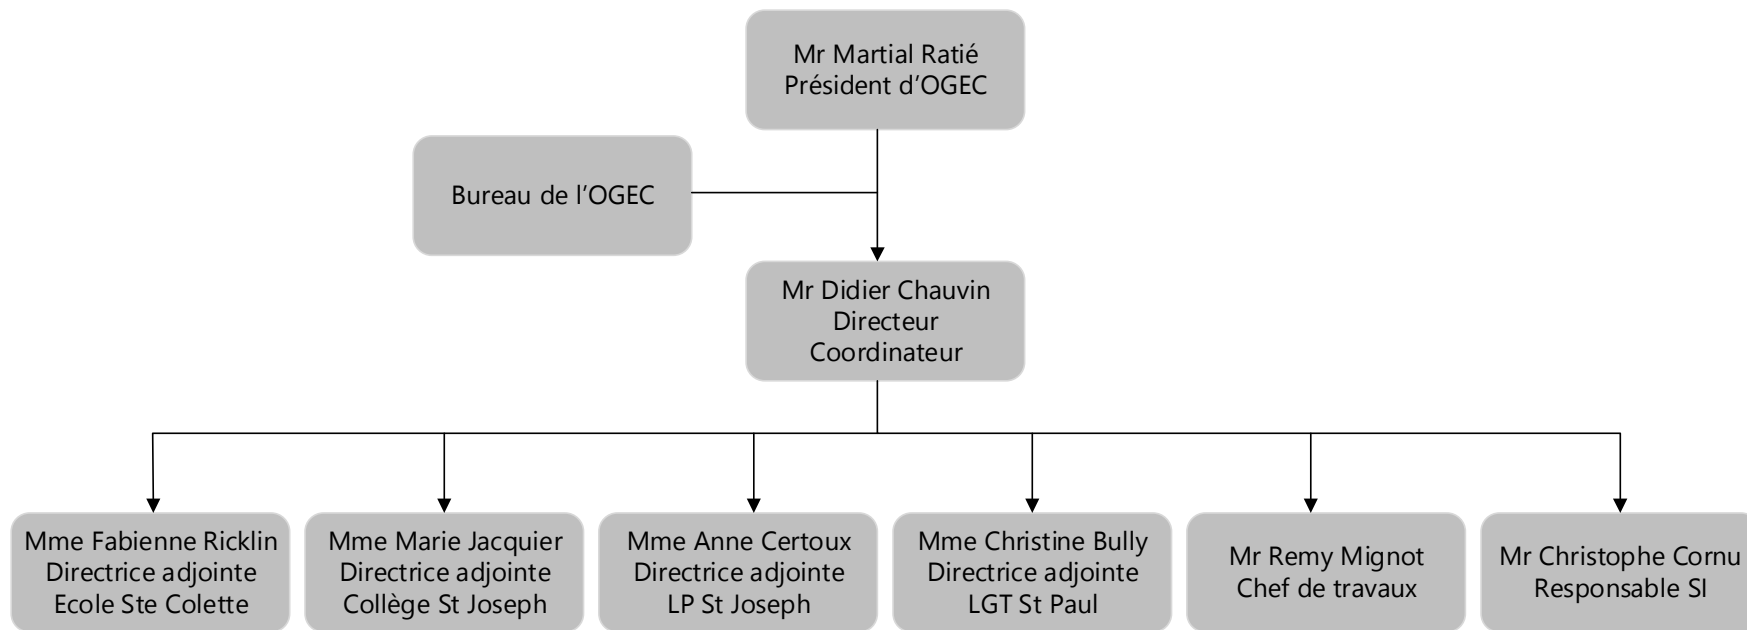 Mr Martial Ratié
Président d’OGEC
Bureau de l’OGEC
Mr Didier Chauvin
Directeur
Coordinateur
Mme Fabienne Ricklin
Directrice adjointe
Ecole Ste Colette
Mme Marie Jacquier
Directrice adjointe
Collège St Joseph
Mme Anne Certoux
Directrice adjointe
LP St Joseph
Mme Christine Bully
Directrice adjointe
LGT St Paul
Mr Remy Mignot
Chef de travaux
Mr Christophe Cornu
Responsable SI